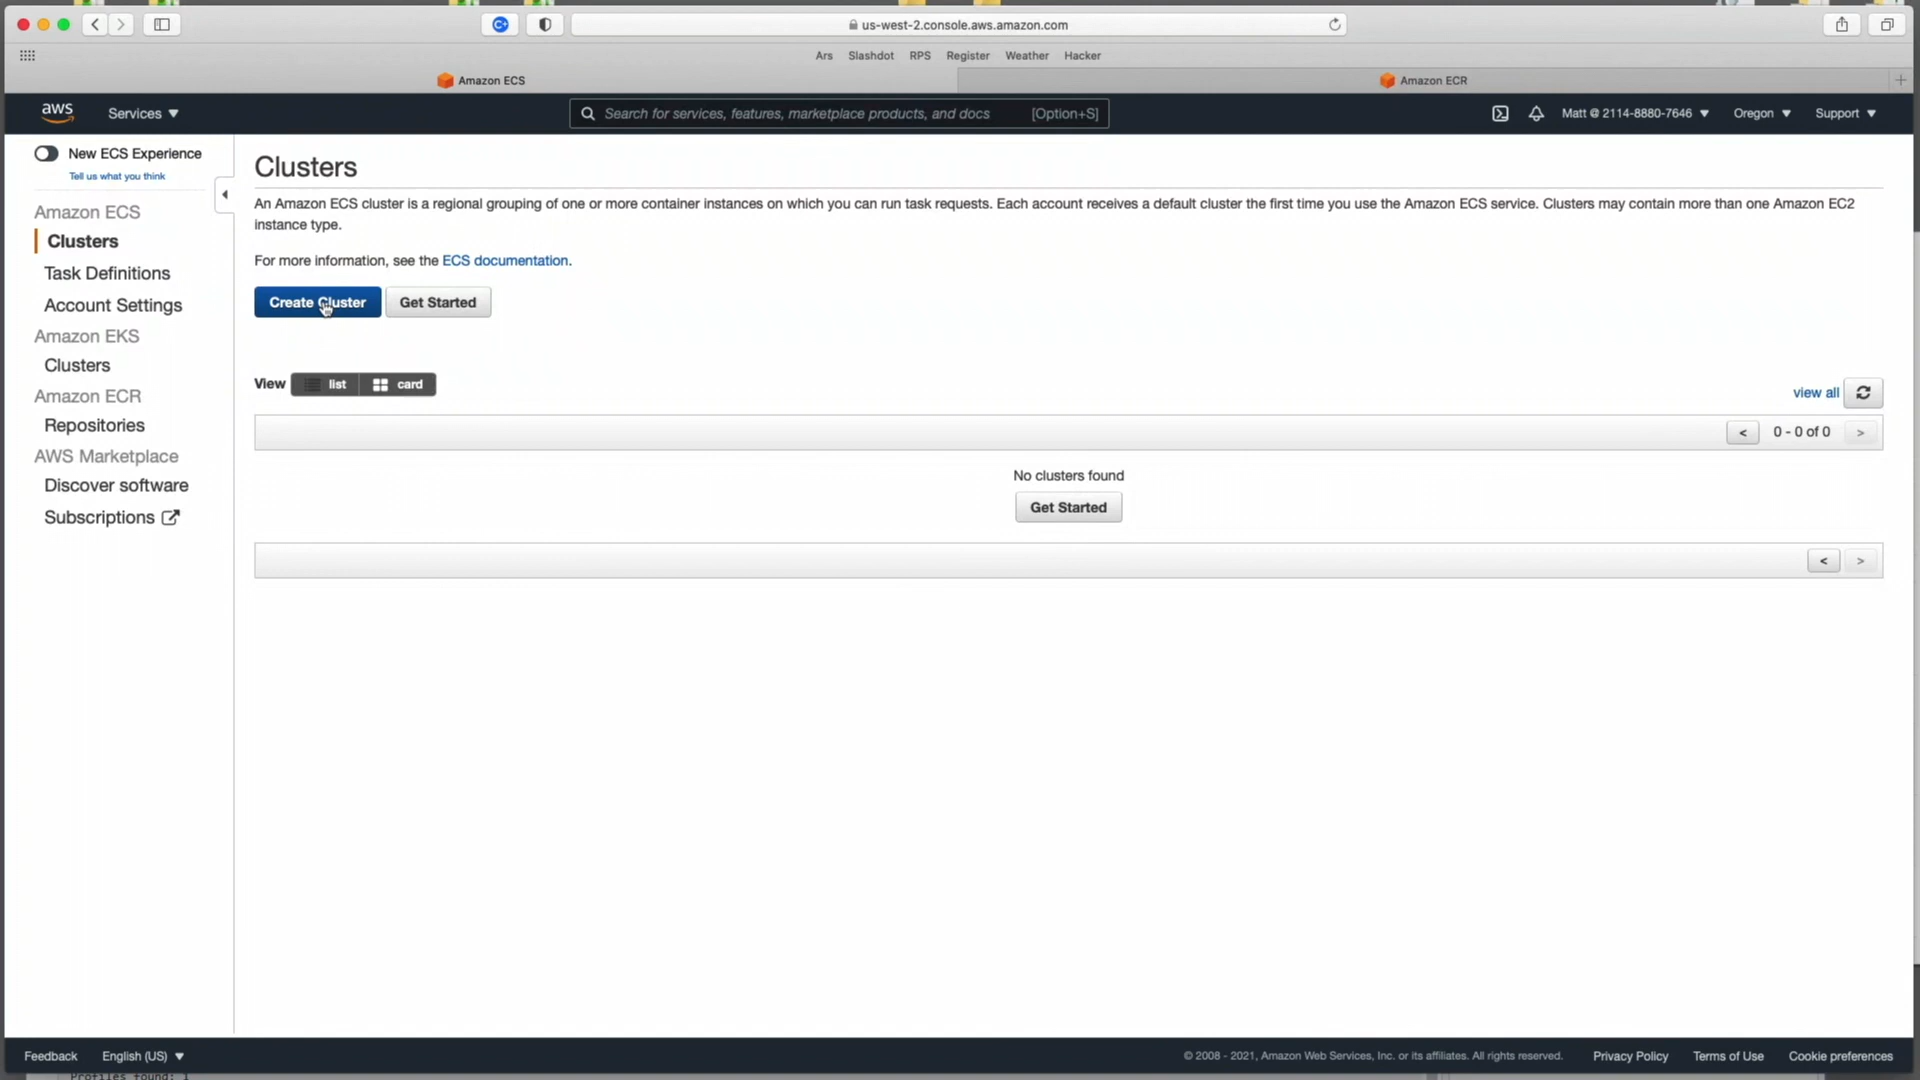 us-west-2.console.aws.amazon.com
Ars
Slashdot
RPS
Register
Weather
Hacker
Amazon ECS
Amazon ECR
aws
Services
Search for services, features, marketplace products, and docs
[Option+S]
Matt @ 2114-8880-7646
Oregon
Support
New ECS Experience
Tell us what you think
Amazon ECS
Clusters
Task Definitions
Account Settings
Amazon EKS
Clusters
Amazon ECR
Repositories
AWS Marketplace
Discover software
Subscriptions
Clusters
An Amazon ECS cluster is a regional grouping of one or more container instances on which you can run task requests. Each account receives a default cluster the first time you use the Amazon ECS service. Clusters may contain more than one Amazon EC2
instance type.
For more information, see the ECS documentation.
Create Cluster
Get Started
View
list
card
view all
< 0 - 0 of 0 >
No clusters found
Get Started
< >
Feedback
English (US)
© 2008 - 2021, Amazon Web Services, Inc. or its affiliates. All rights reserved.
Privacy Policy
Terms of Use
Cookie preferences
Profiles found: 1